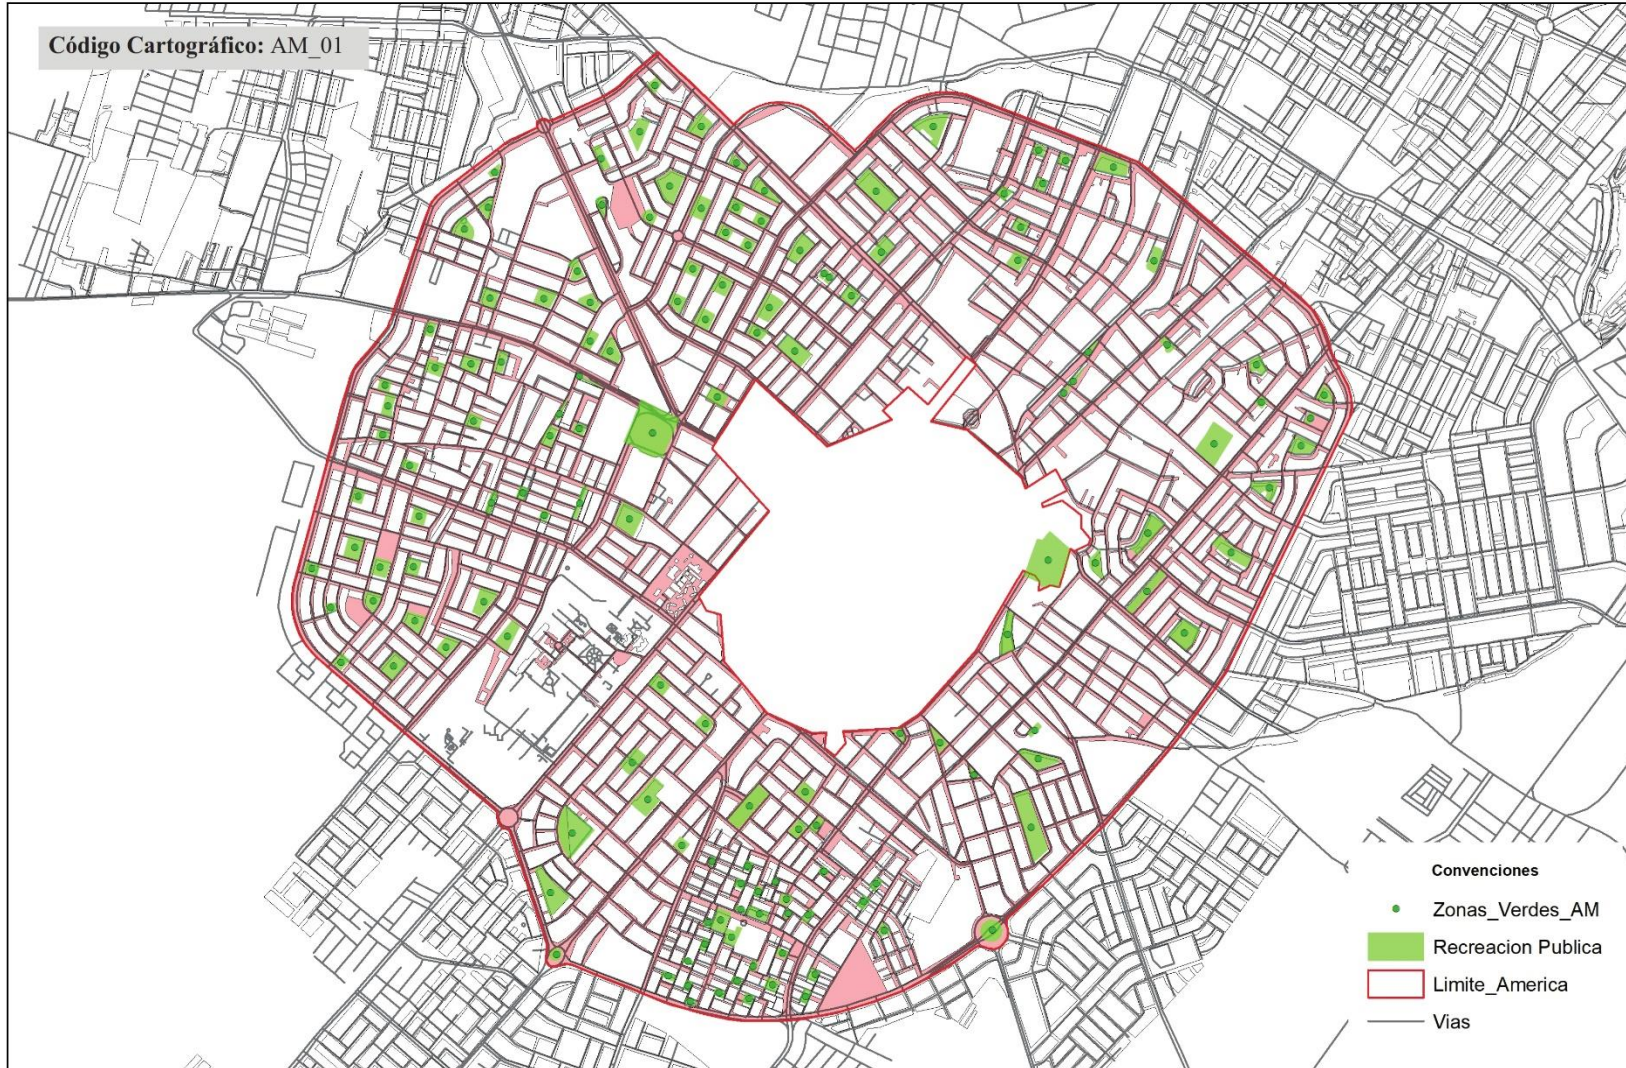 Código Cartográfico: AM_01
Convenciones
Zonas_Verdes_AM
Recreacion Publica
Limite_America
Vias